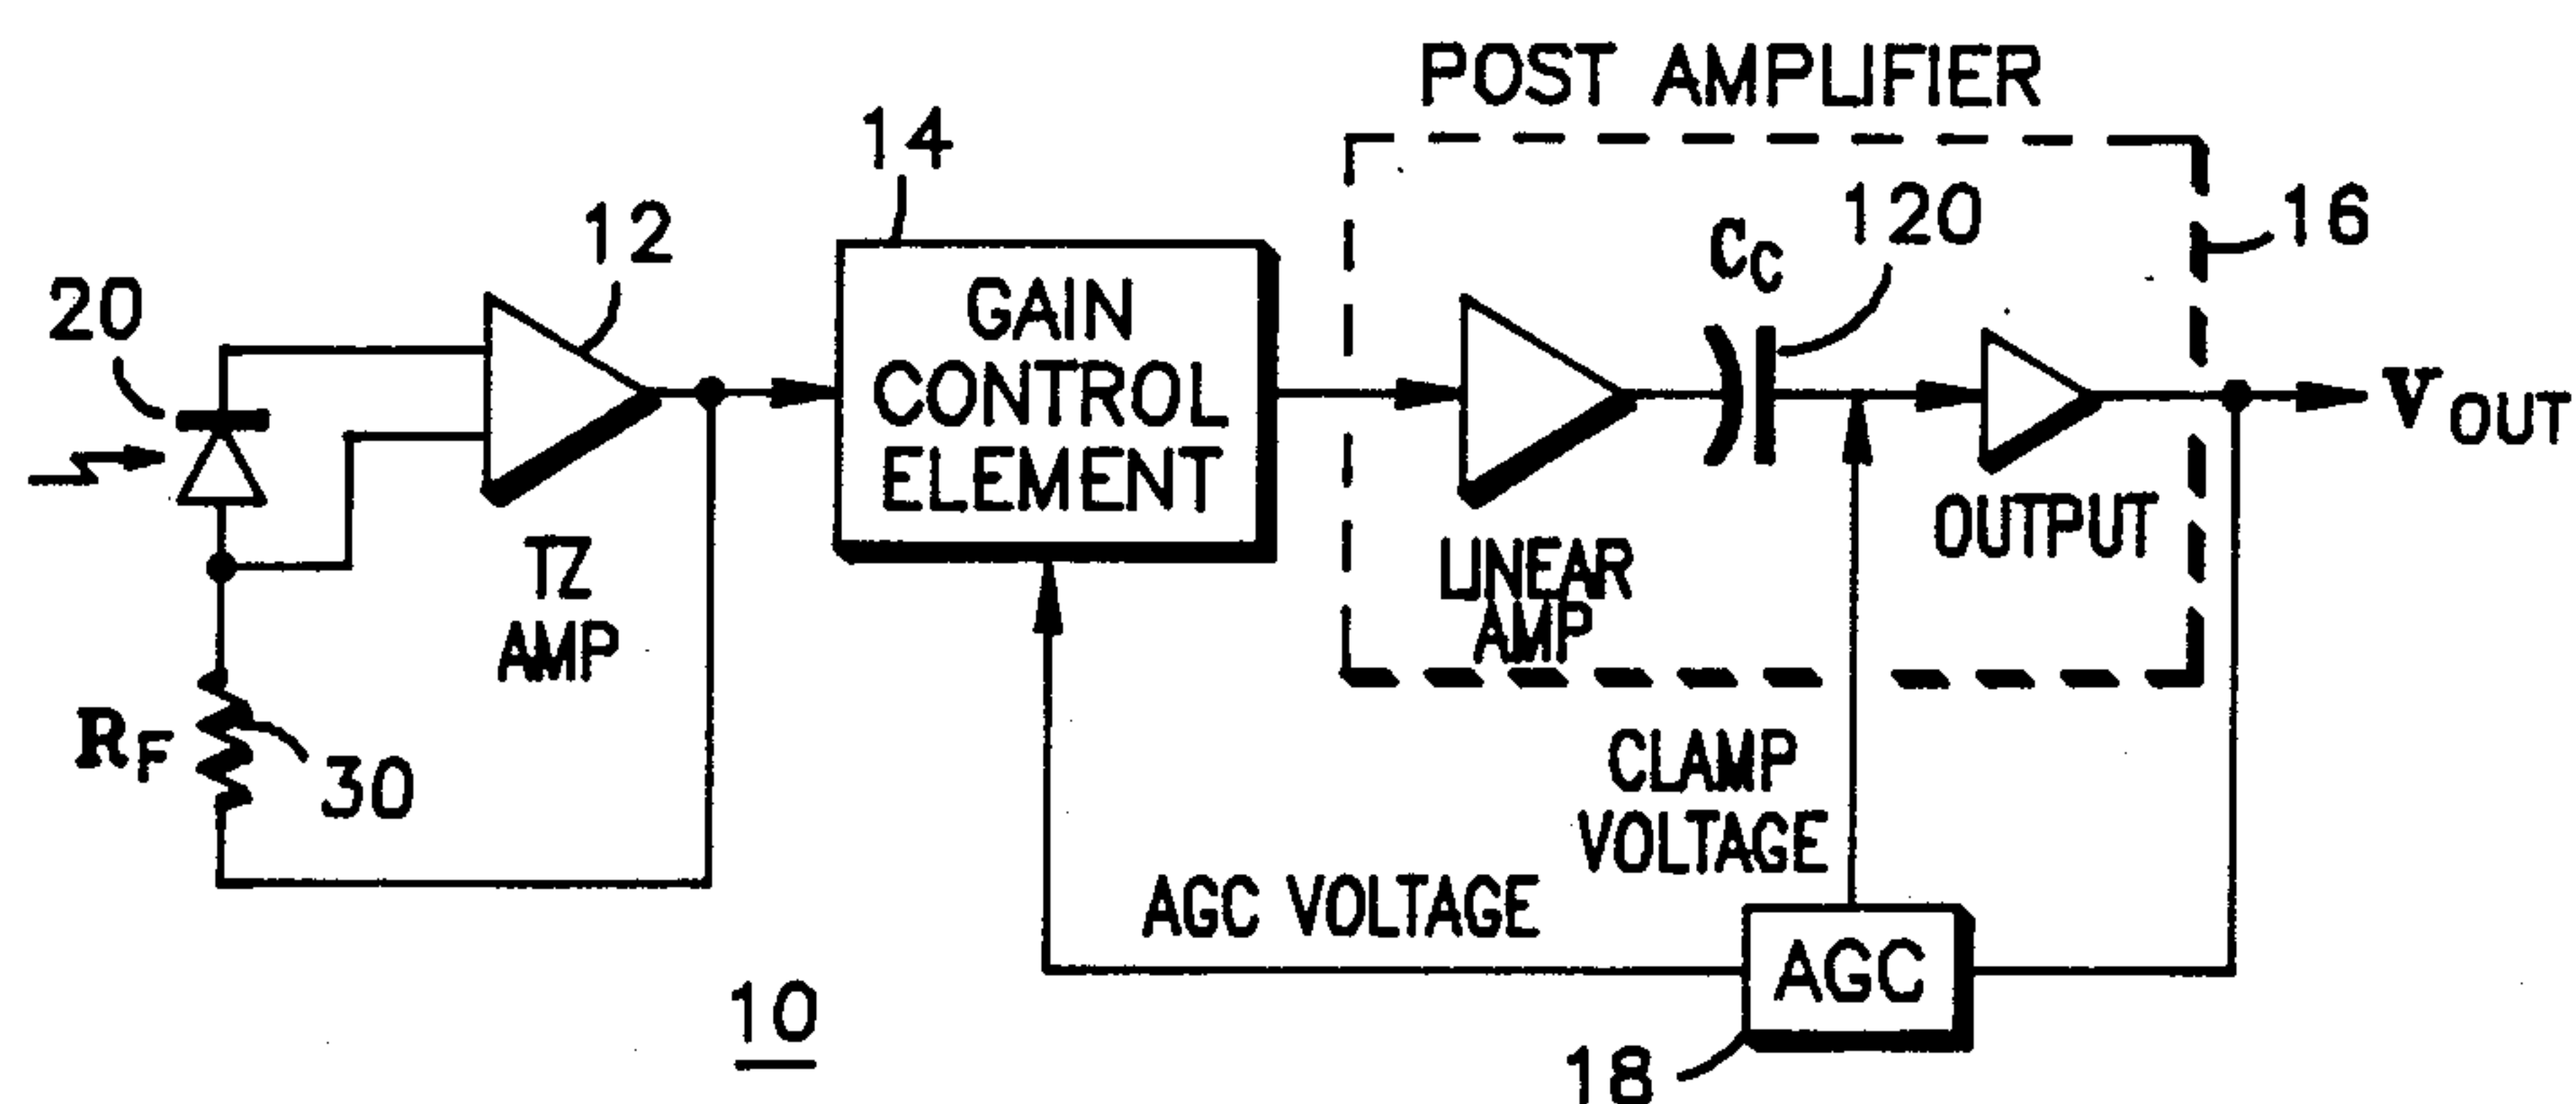 POST AMPLIFIER
14
12
20
GAIN
CONTROL
ELEMENT
C_C
120
16
V_OUT
TZ
AMP
LINEAR
AMP
OUTPUT
R_F
30
CLAMP
VOLTAGE
AGC VOLTAGE
AGC
10
18